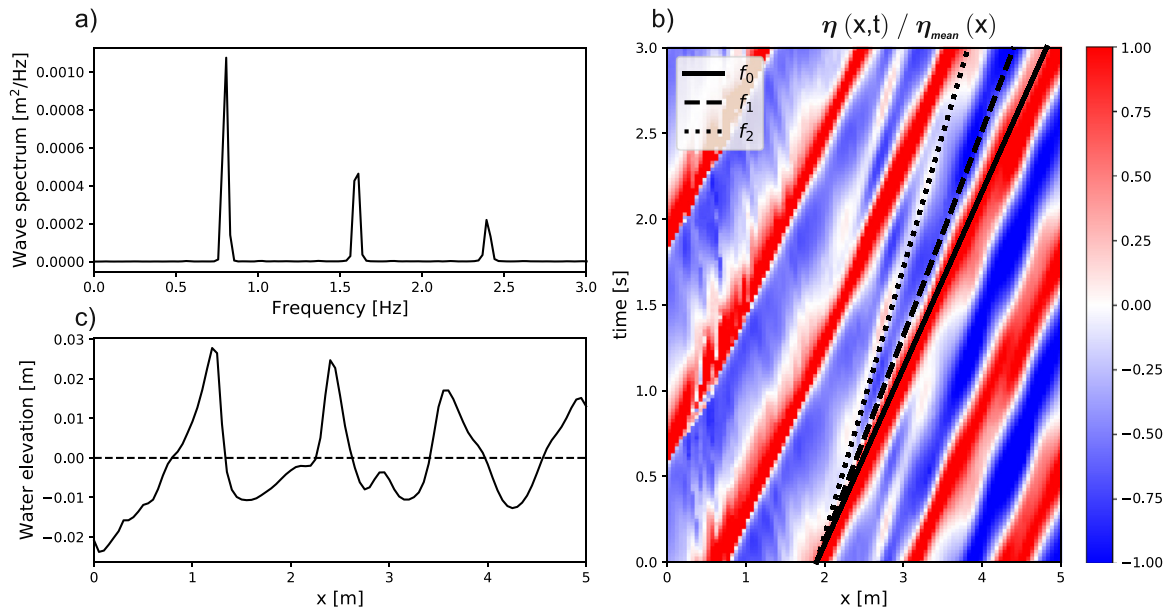 a)
Wave spectrum [m²/Hz]
0.0010
0.0008
0.0006
0.0004
0.0002
0.0000
0.0 0.5 1.0 1.5 2.0 2.5 3.0
Frequency [Hz]
c)
Water elevation [m]
0.03
0.02
0.01
0.00
−0.01
−0.02
0 1 2 3 4 5
x [m]
b)
η (x,t) / ηmean (x)
f0
f1
f2
time [s]
3.0
2.5
2.0
1.5
1.0
0.5
0.0
0 1 2 3 4 5
x [m]
1.00
0.75
0.50
0.25
0.00
−0.25
−0.50
−0.75
−1.00